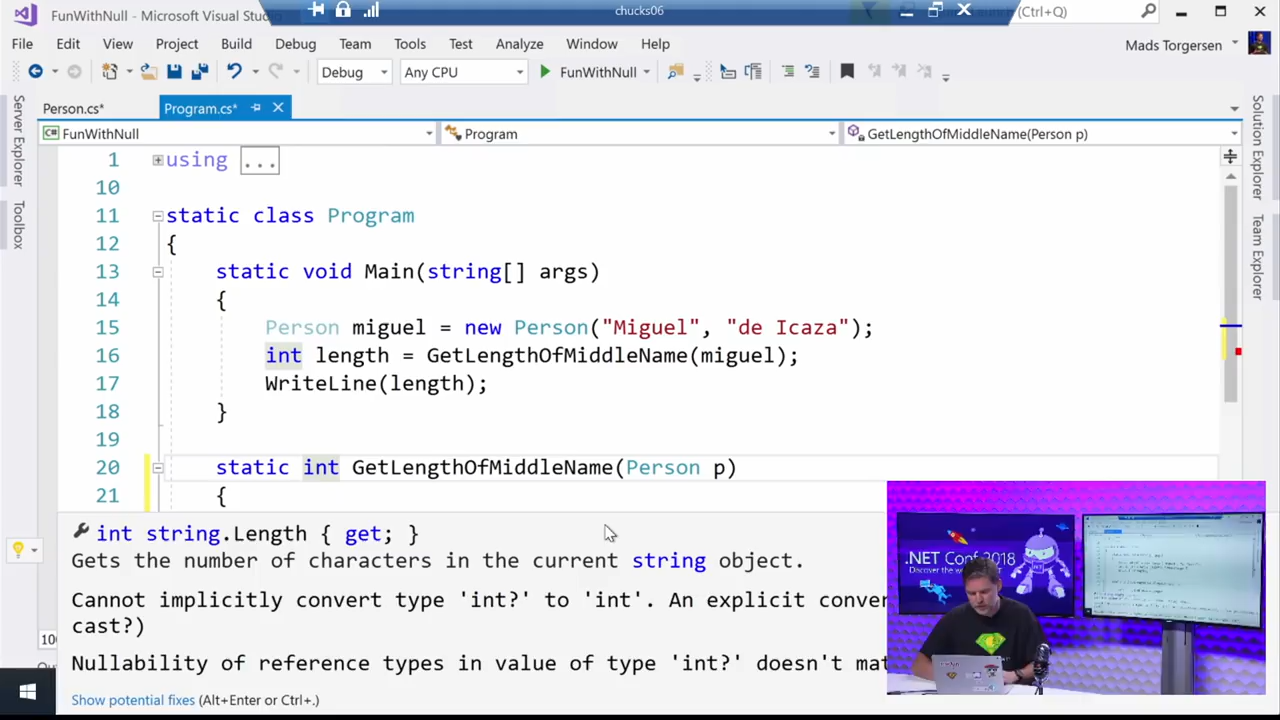 FunWithNull - Microsoft Visual Studio
chucks06
(Ctrl+Q)
File Edit View Project Build Debug Team Tools Test Analyze Window Help
Mads Torgersen
Debug Any CPU FunWithNull
Person.cs* Program.cs*
FunWithNull Program GetLengthOfMiddleName(Person p)
Server Explorer
Toolbox
Solution Explorer
Team Explorer
1 using ...
10
11 static class Program
12 {
13 static void Main(string[] args)
14 {
15 Person miguel = new Person("Miguel", "de Icaza");
16 int length = GetLengthOfMiddleName(miguel);
17 WriteLine(length);
18 }
19
20 static int GetLengthOfMiddleName(Person p)
21 {
int string.Length { get; }
Gets the number of characters in the current string object.
Cannot implicitly convert type 'int?' to 'int'. An explicit conver
cast?)
Nullability of reference types in value of type 'int?' doesn't mat
Show potential fixes (Alt+Enter or Ctrl+.)
.NET Conf 2018